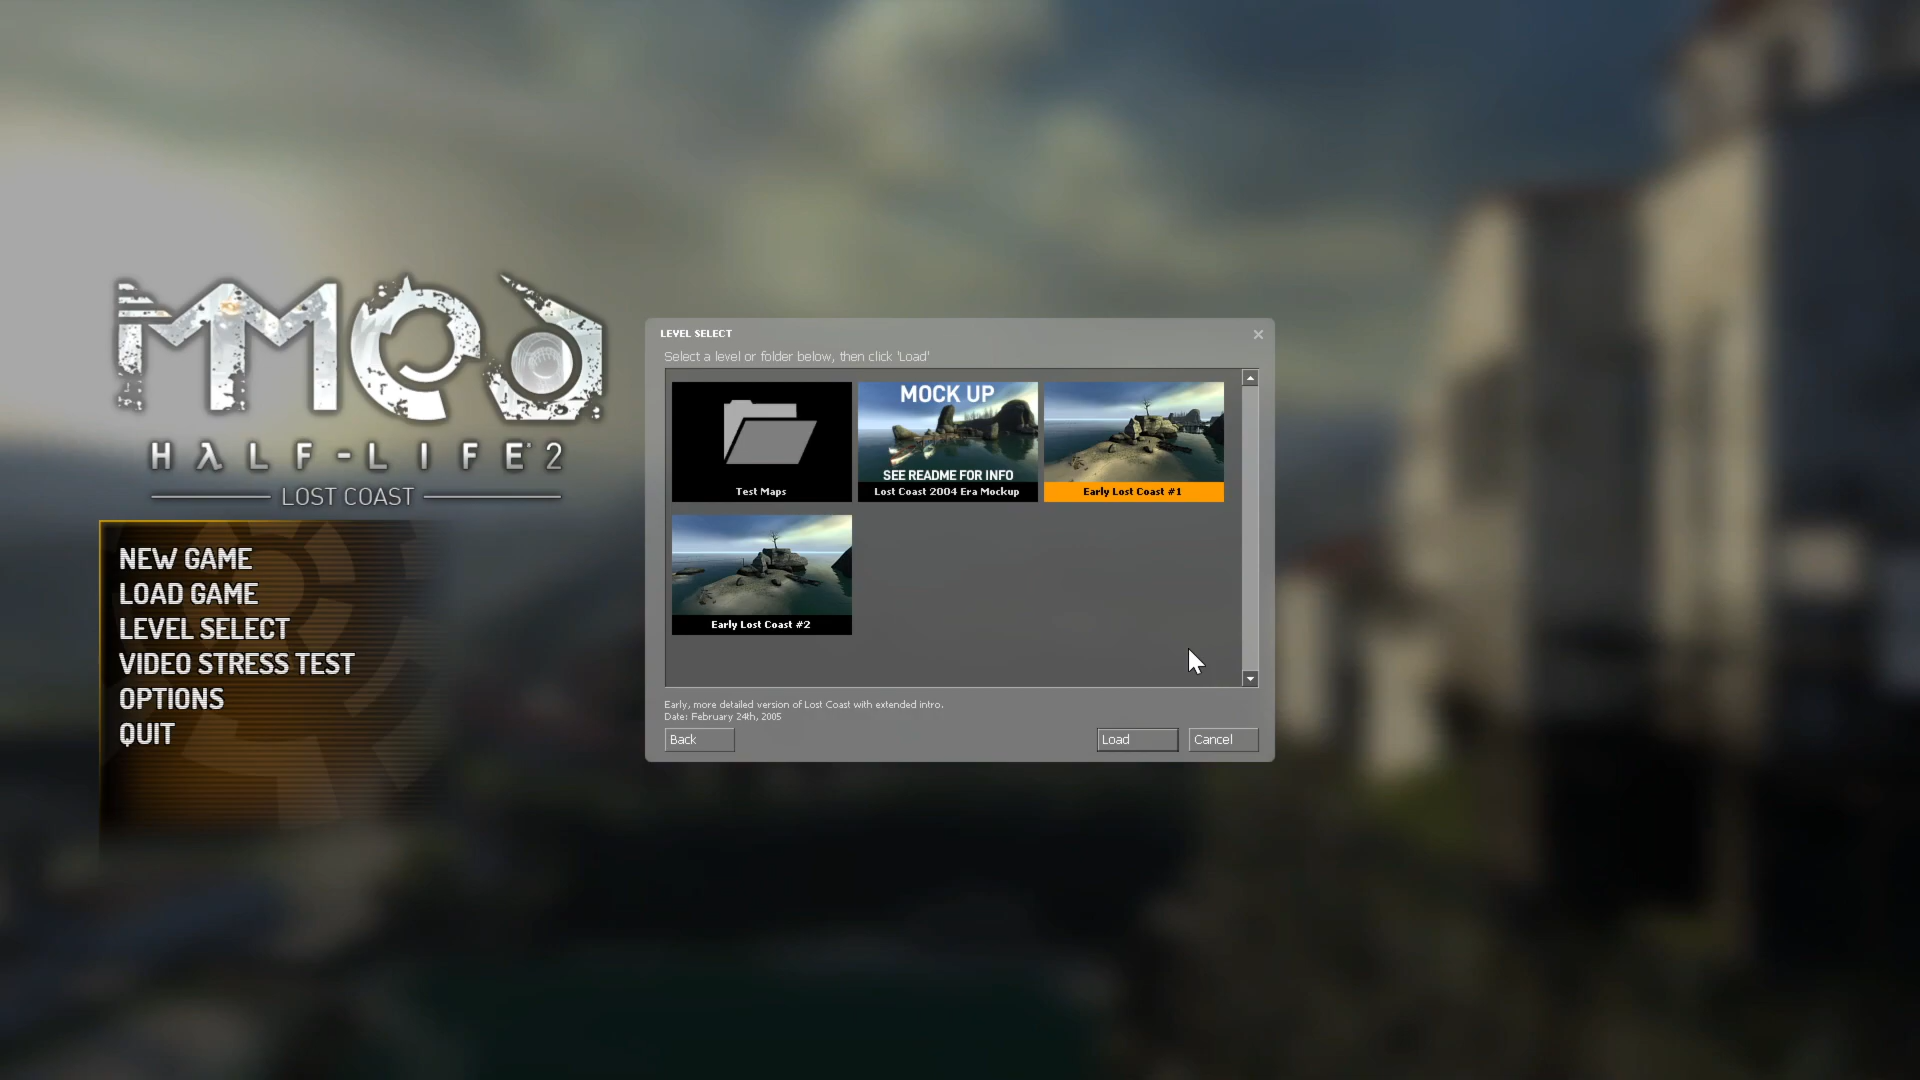 MMod
HλLF-LIFE 2
LOST COAST
NEW GAME
LOAD GAME
LEVEL SELECT
VIDEO STRESS TEST
OPTIONS
QUIT
LEVEL SELECT
Select a level or folder below, then click 'Load'
Test Maps
MOCK UP
SEE README FOR INFO
Lost Coast 2004 Era Mockup
Early Lost Coast #1
Early Lost Coast #2
Early, more detailed version of Lost Coast with extended intro.
Date: February 24th, 2005
Back
Load
Cancel